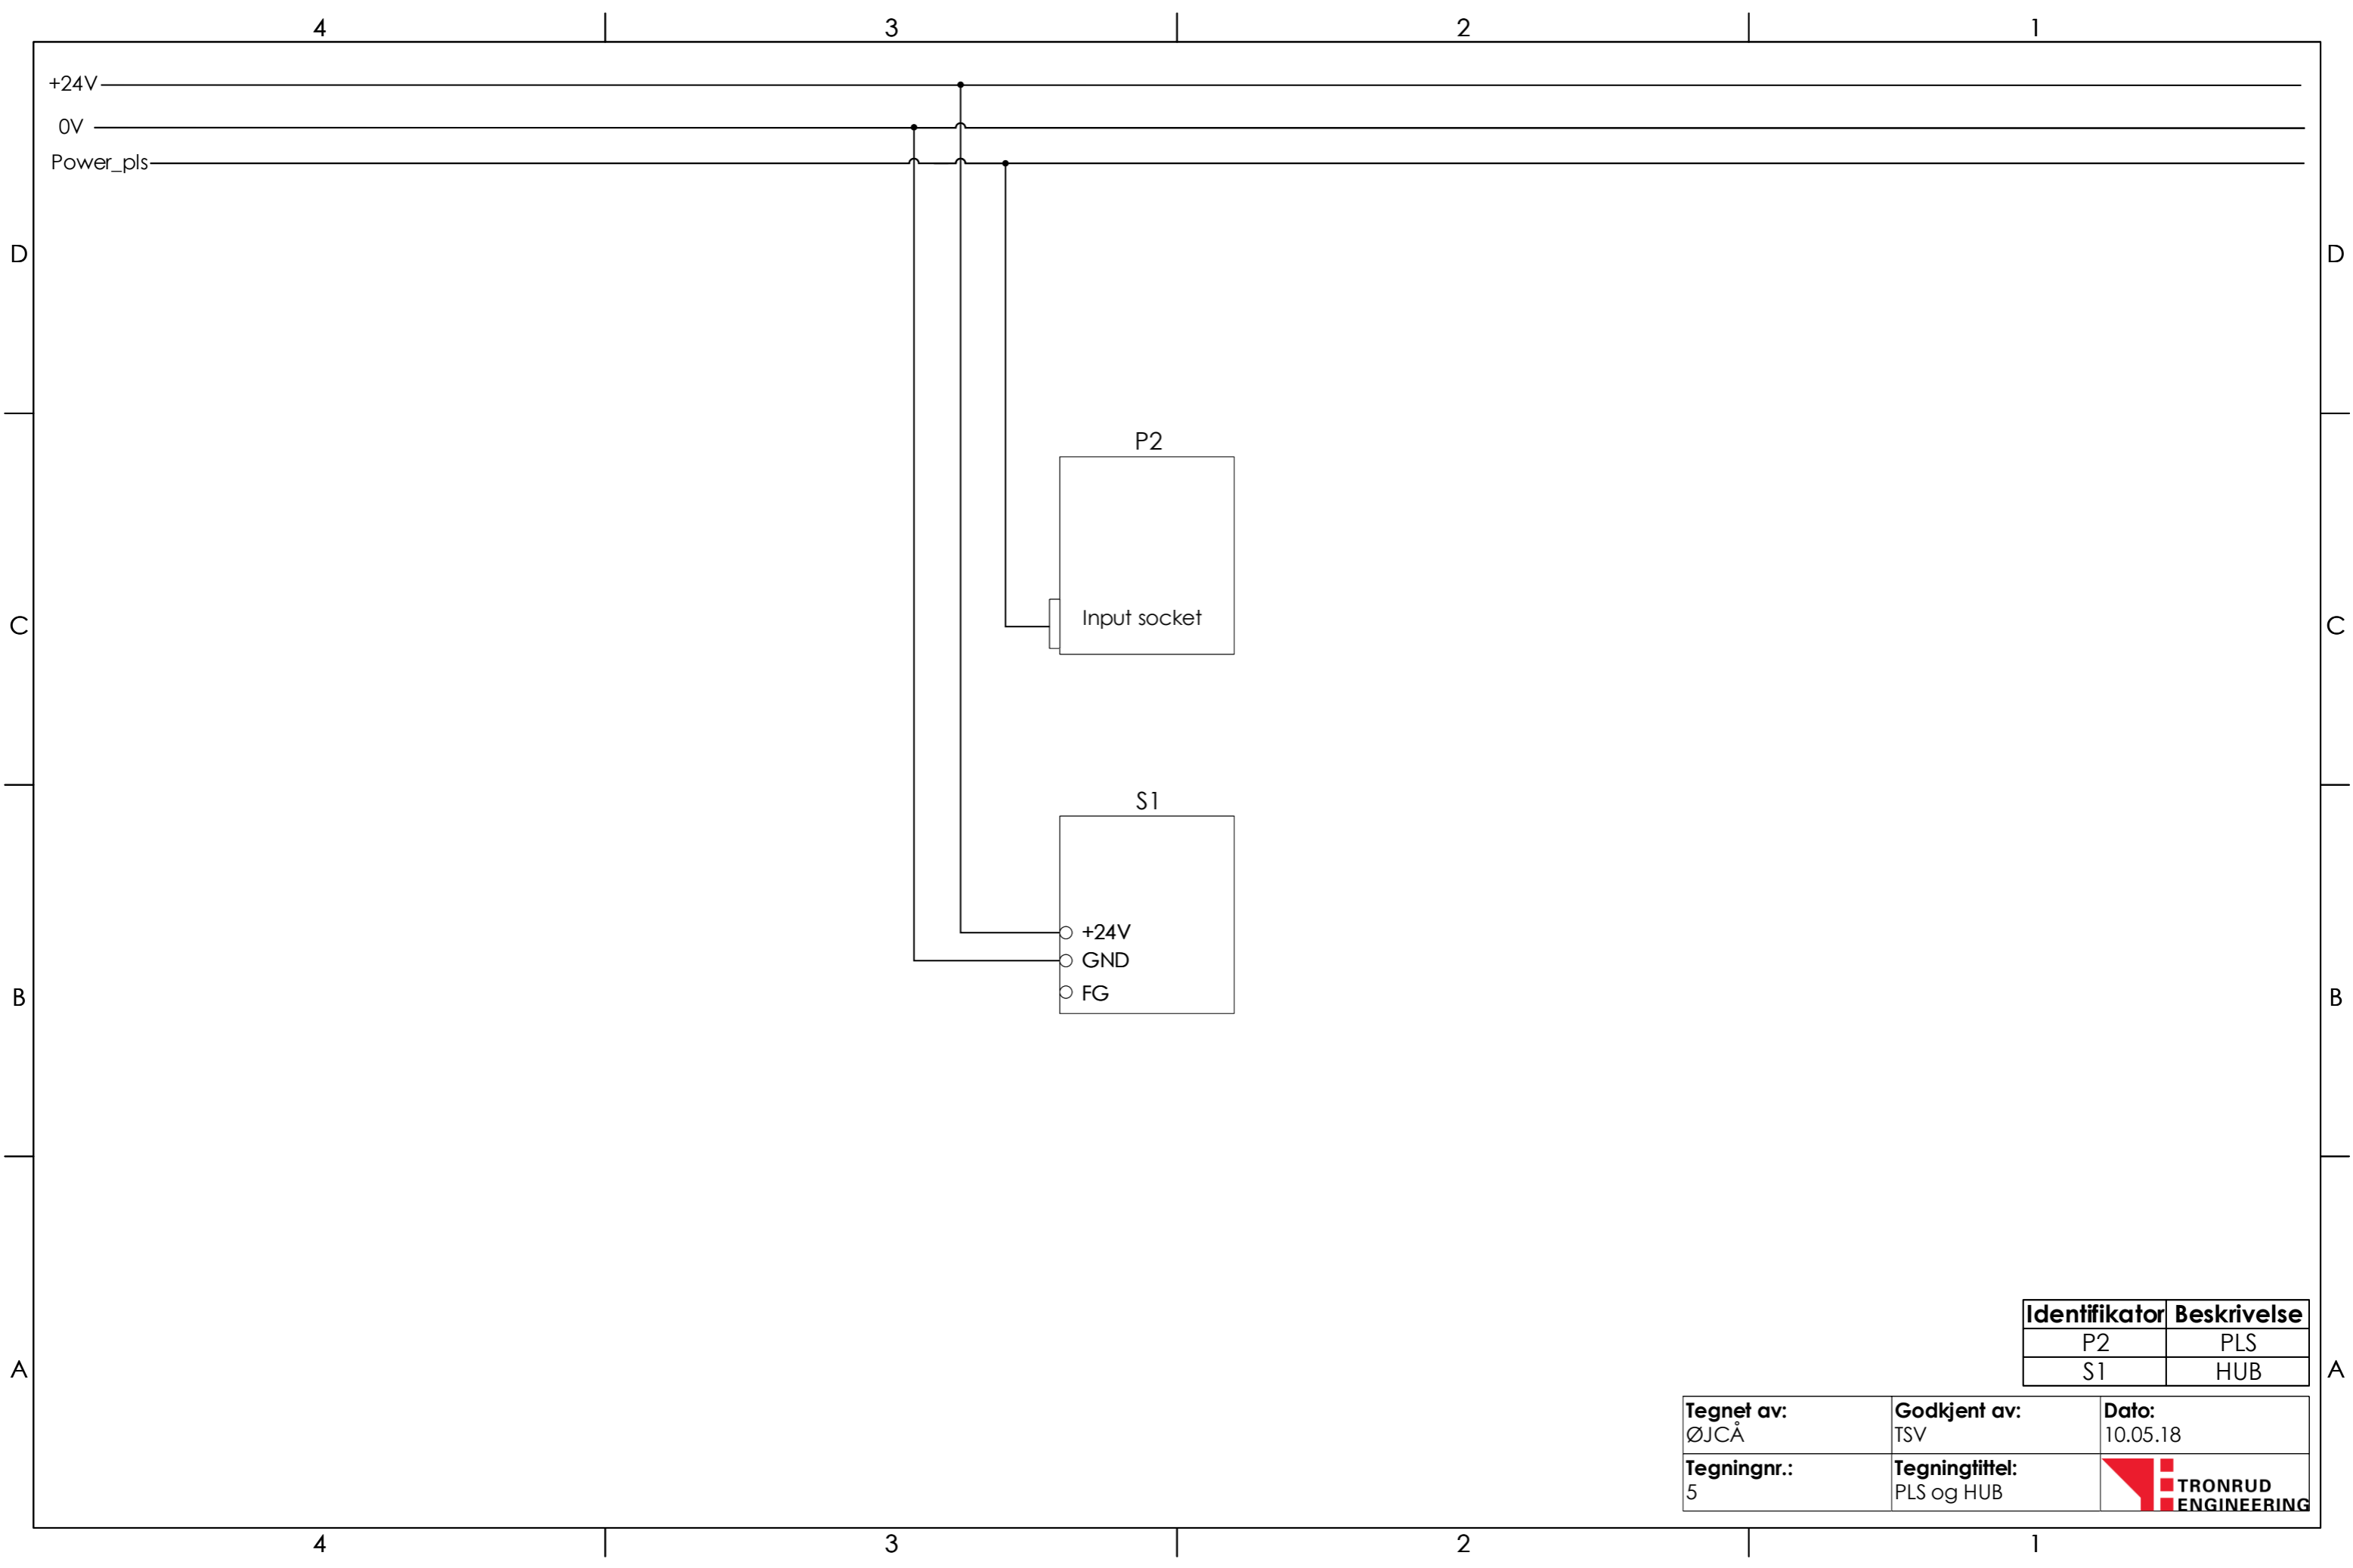 4 3 2 1
+24V
0V
Power_pls
D D
P2
C Input socket C
S1
+24V
GND
B FG B
Identifikator Beskrivelse
P2 PLS
A S1 HUB A
Tegnet av: Godkjent av: Dato:
ØJCÅ TSV 10.05.18
Tegningnr.: Tegningtittel:
5 PLS og HUB
TRONRUD
ENGINEERING
4 3 2 1